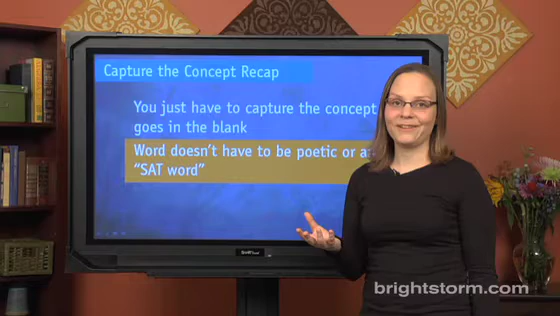 Capture the Concept Recap
You just have to capture the concept
goes in the blank
Word doesn't have to be poetic or
"SAT word"
brightstorm.com